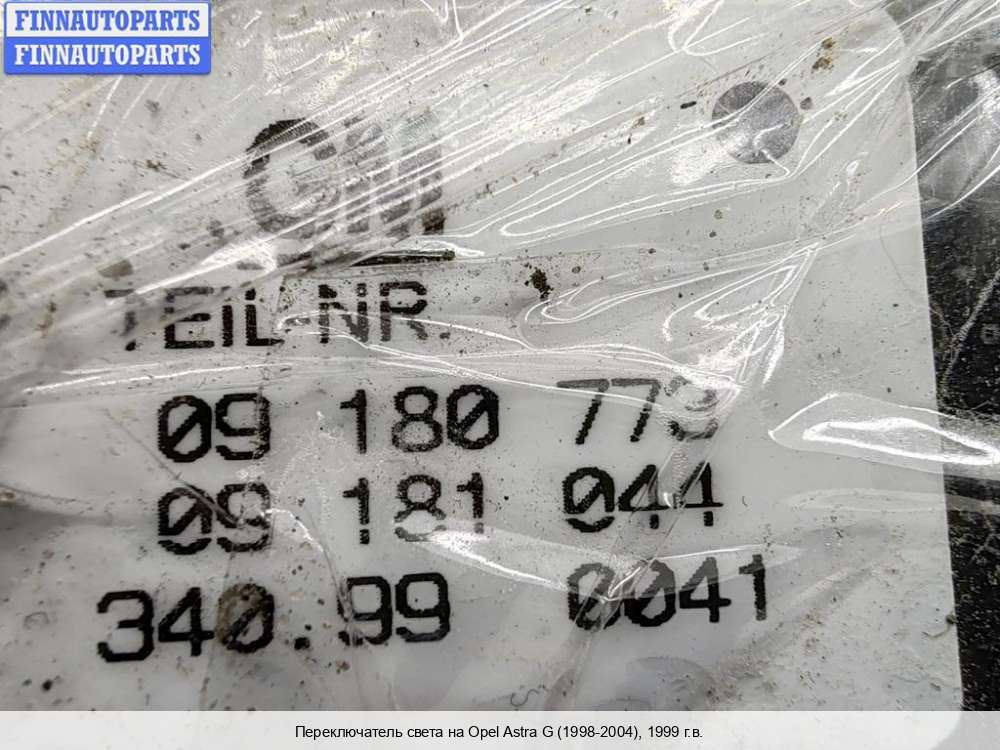 FINNAUTOPARTS
FINNAUTOPARTS
GM
TEIL-NR.
09 180 773
09 181 044
340.99 0041
Переключатель света на Opel Astra G (1998-2004), 1999 г.в.